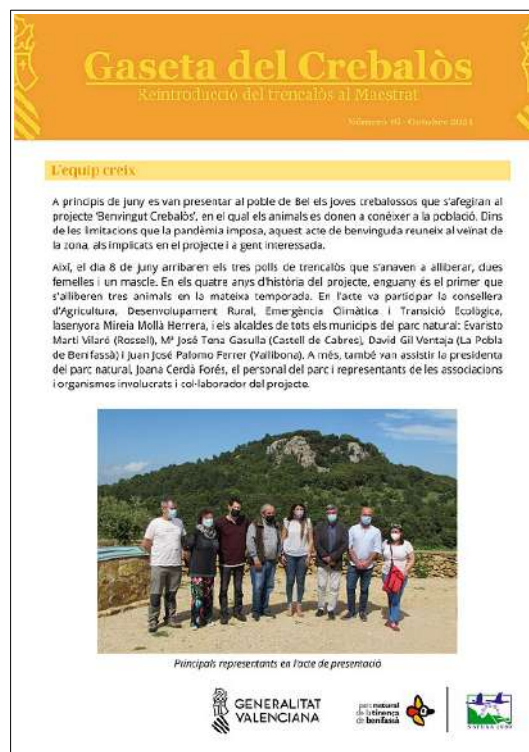 Gaseta del Crebalòs
Reintroducció del trencalòs al Maestrat
Octubre 2021
L'equip creix
A principis de juny es van presentar al poble de Bel els joves trebalossos que s'afegiran al
projecte 'Benvingut Crebalòs', en el qual els animals es donen a conéixer a la població. Dins
de les limitacions que la pandèmia imposa, aquest acte de benvinguda reuneix al veïnat de
la zona, als implicats en el projecte i a gent interessada.
Així, el dia 8 de juny arribaren els tres polls de trencalòs que s'anaven a alliberar, dues
femelles i un mascle. En els quatre anys d'història del projecte, enguany és el primer que
s'alliberen tres animals en la mateixa temporada. En l'acte va participar la consellera
d'Agricultura, Desenvolupament Rural, Emergència Climàtica i Transició Ecològica,
lasenyora Mireia Mollà Herrera, i els alcaldes de tots els municipis del parc natural: Evaristo
Martí Vilaró (Rossell), Mª José Tena Gasulla (Castell de Cabres), David Gil Ventaja (La Pobla
de Benifassà) i Juan José Palomo Ferrer (Vallibona). A més, també van assistir la presidenta
del parc natural, Joana Cerdà Forés, el personal del parc i representants de les associacions
i organismes involucrats i col·laborador del projecte.
Principals representants en l'acte de presentació
GENERALITAT
VALENCIANA
parc natural
de la tinença
de benifassà
NATURA 2000